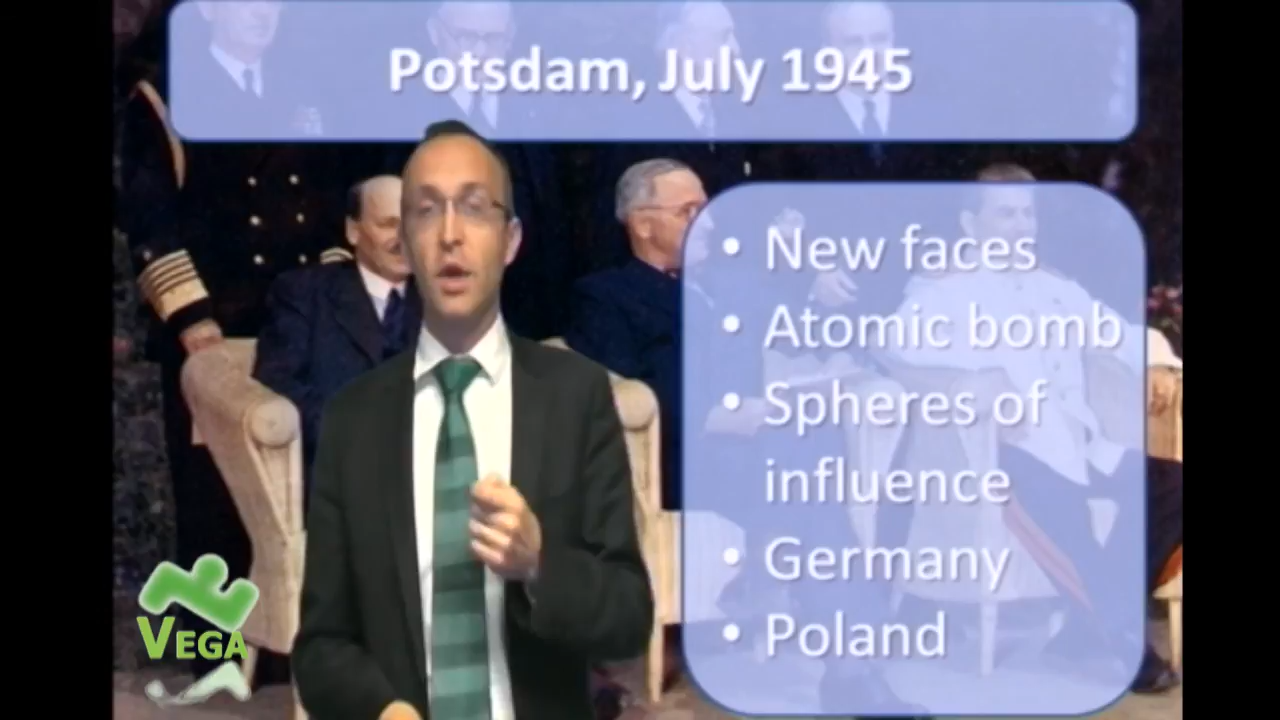 Potsdam, July 1945
• New faces
• Atomic bomb
• Spheres of
influence
• Germany
• Poland
VEGA